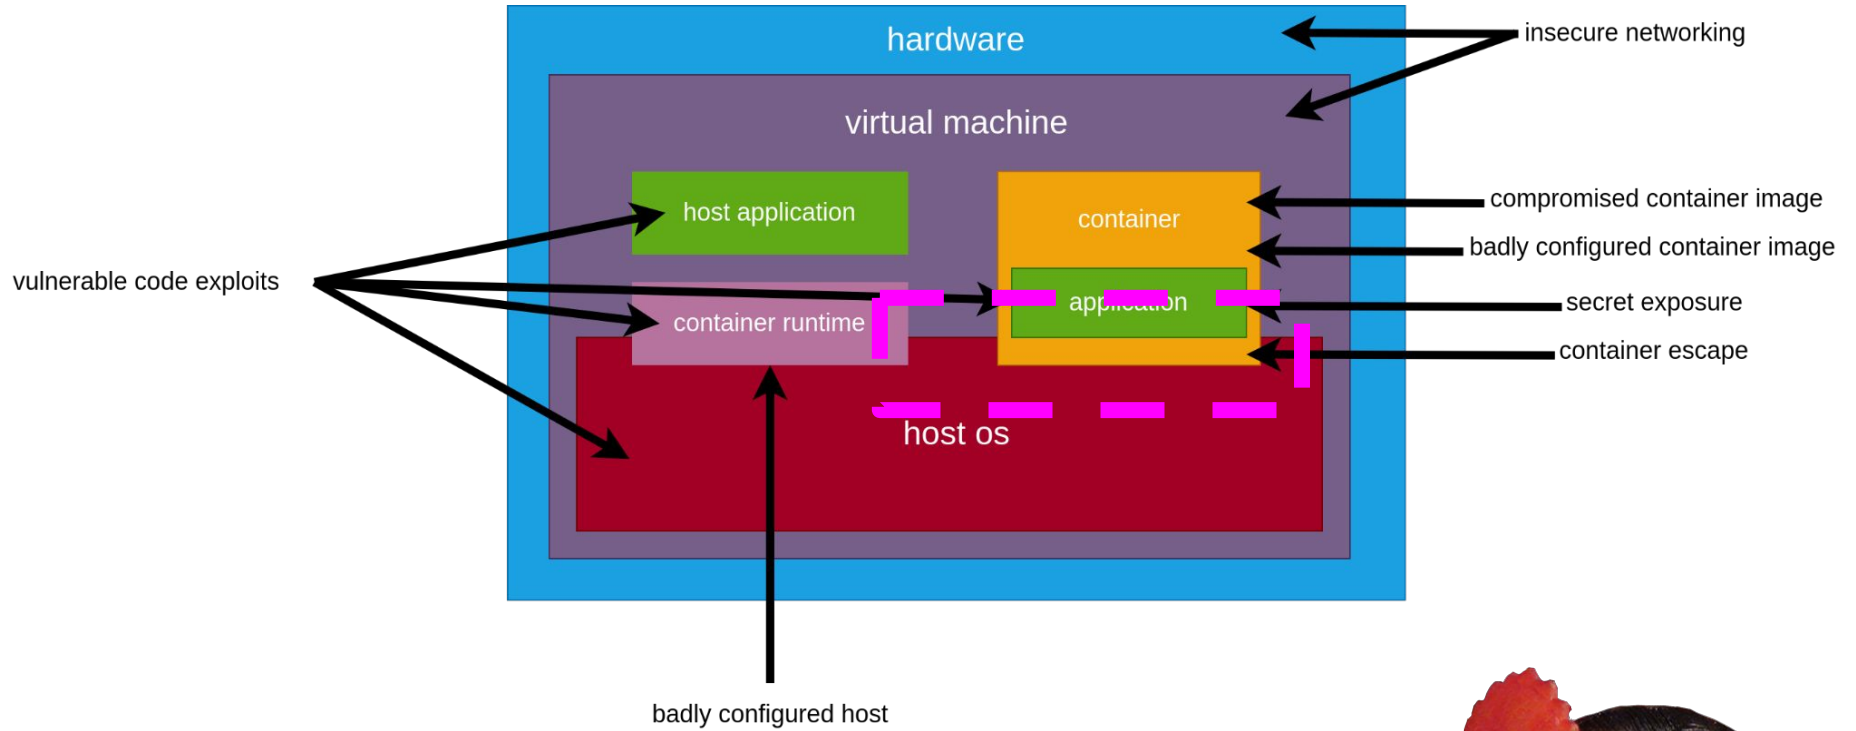 hardware
insecure networking
virtual machine
host application
container
compromised container image
badly configured container image
vulnerable code exploits
container runtime
application
secret exposure
container escape
host os
badly configured host